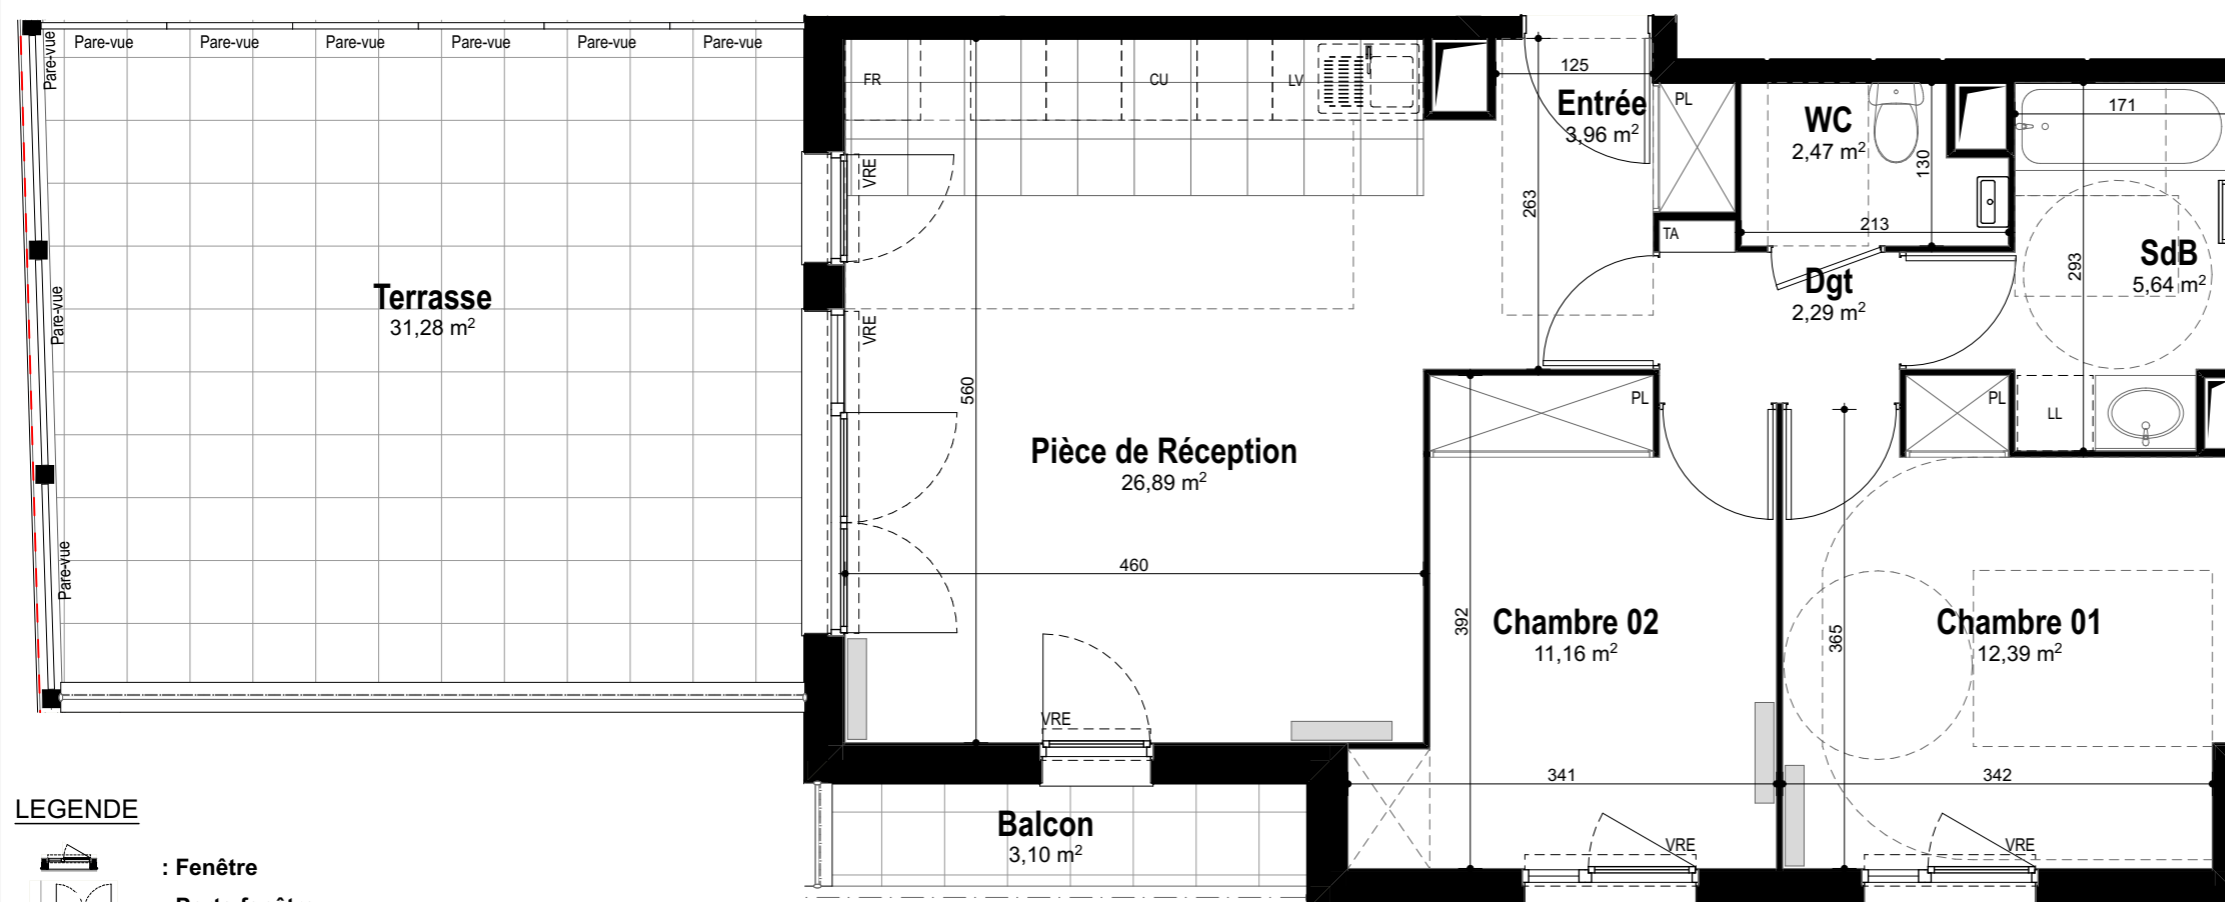 Pare-vue Pare-vue Pare-vue Pare-vue Pare-vue Pare-vue
Pare-vue
Pare-vue
Pare-vue
Terrasse
31,28 m²
FR
CU
LV
VRE
VRE
560
460
Pièce de Réception
26,89 m²
VRE
125
Entrée
3,96 m²
263
PL
TA
WC
2,47 m²
130
213
Dgt
2,29 m²
171
293
SdB
5,64 m²
PL
PL
LL
392
Chambre 02
11,16 m²
341
VRE
365
Chambre 01
12,39 m²
342
VRE
Balcon
3,10 m²
LEGENDE
: Fenêtre